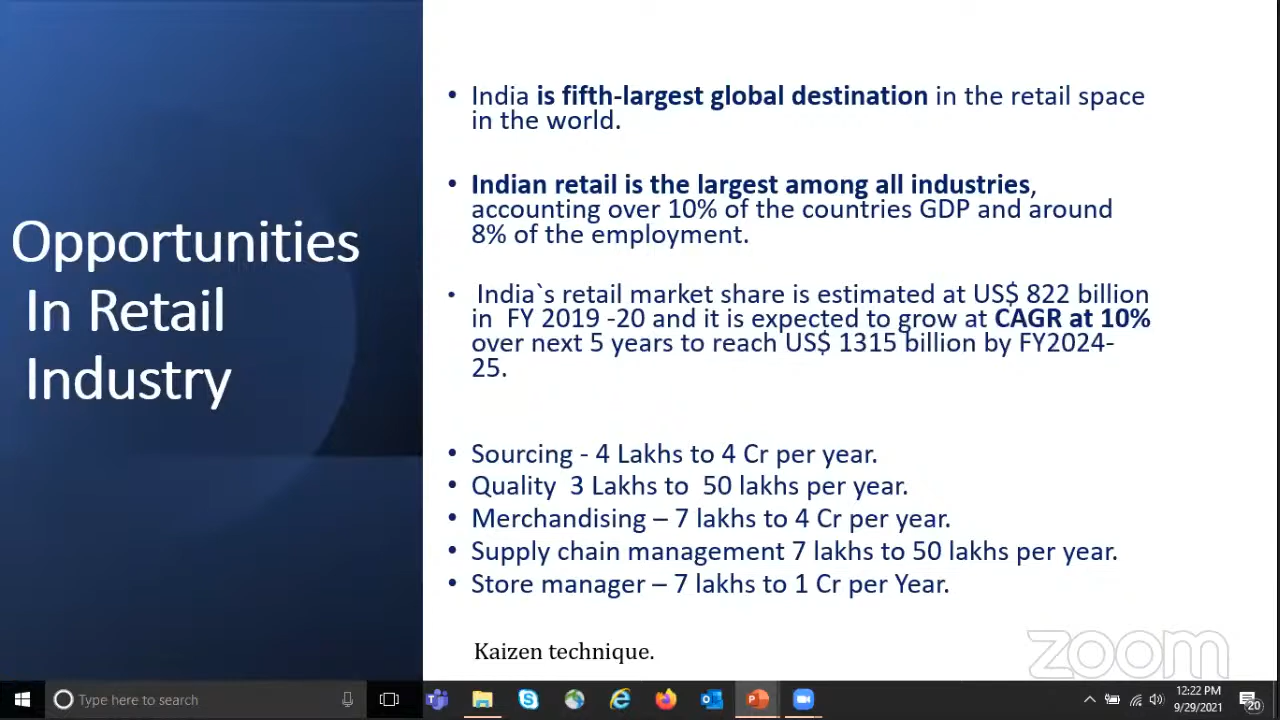 Opportunities
In Retail
Industry
• India is fifth-largest global destination in the retail space
in the world.
• Indian retail is the largest among all industries,
accounting over 10% of the countries GDP and around
8% of the employment.
• India`s retail market share is estimated at US$ 822 billion
in FY 2019 -20 and it is expected to grow at CAGR at 10%
over next 5 years to reach US$ 1315 billion by FY2024-
25.
• Sourcing - 4 Lakhs to 4 Cr per year.
• Quality 3 Lakhs to 50 lakhs per year.
• Merchandising – 7 lakhs to 4 Cr per year.
• Supply chain management 7 lakhs to 50 lakhs per year.
• Store manager – 7 lakhs to 1 Cr per Year.
Kaizen technique.
zoom
Type here to search
12:22 PM
9/29/2021
20